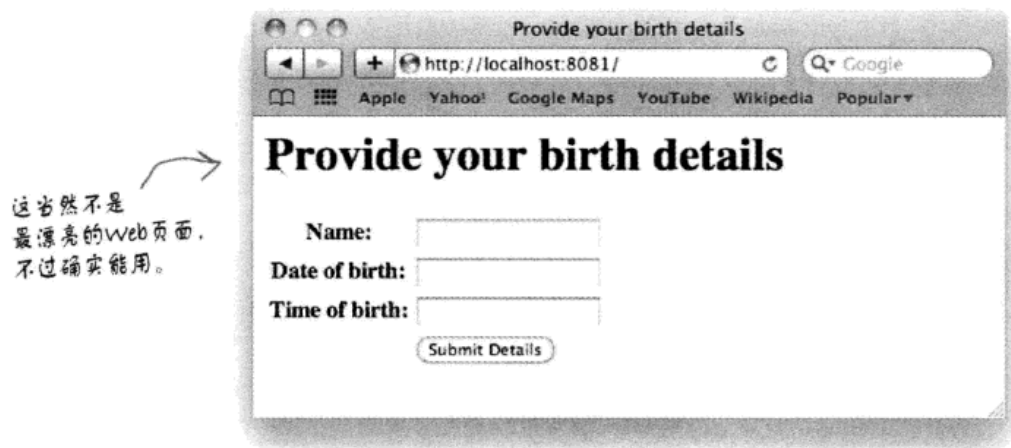 Provide your birth details
http://localhost:8081/
Google
Apple Yahoo! Google Maps YouTube Wikipedia Popular
Provide your birth details
这当然不是
最漂亮的Web页面,
不过确实能用。
Name:
Date of birth:
Time of birth:
Submit Details